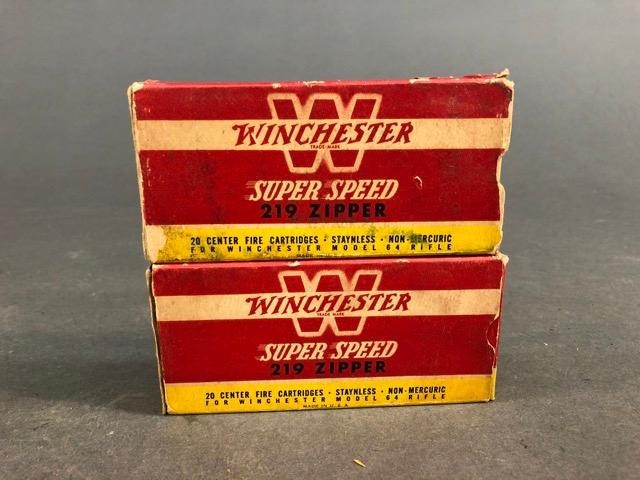 WINCHESTER
TRADE-MARK
SUPER SPEED
219 ZIPPER
20 CENTER FIRE CARTRIDGES • STAYNLESS • NON-MERCURIC
FOR WINCHESTER MODEL 64 RIFLE
MADE IN U.S.A.
WINCHESTER
TRADE MARK
SUPER SPEED
219 ZIPPER
20 CENTER FIRE CARTRIDGES • STAYNLESS • NON-MERCURIC
FOR WINCHESTER MODEL 64 RIFLE
MADE IN U.S.A.